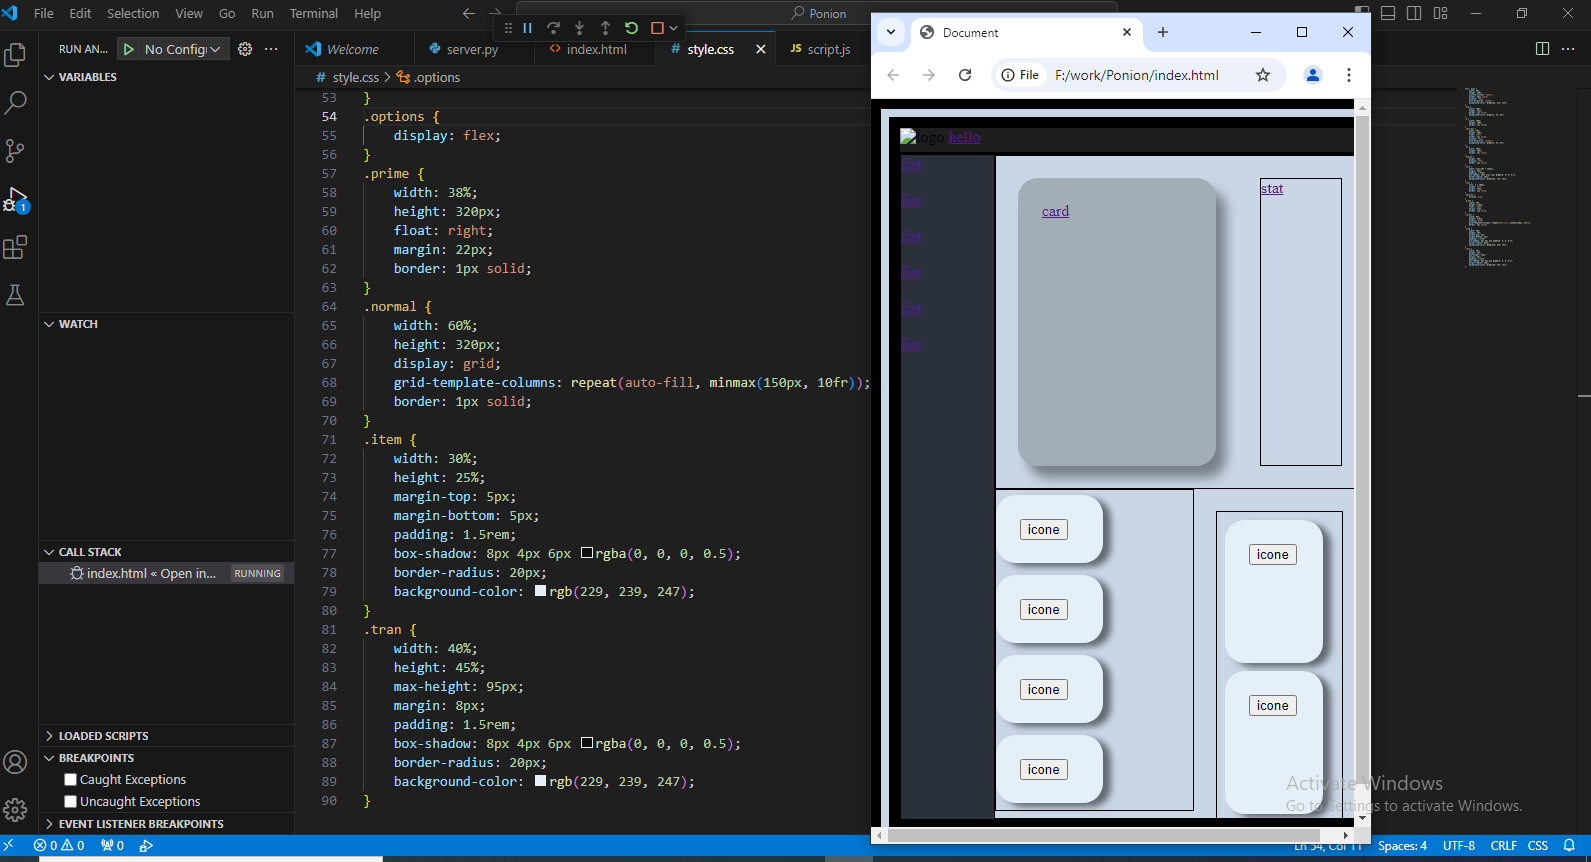 File Edit Selection View Go Run Terminal Help
Ponion
RUN AN... No Config
Welcome
server.py
index.html
# style.css
JS script.js
# style.css > .options
VARIABLES
WATCH
CALL STACK
index.html « Open in... RUNNING
LOADED SCRIPTS
BREAKPOINTS
Caught Exceptions
Uncaught Exceptions
EVENT LISTENER BREAKPOINTS
53 }
54 .options {
55 display: flex;
56 }
57 .prime {
58 width: 38%;
59 height: 320px;
60 float: right;
61 margin: 22px;
62 border: 1px solid;
63 }
64 .normal {
65 width: 60%;
66 height: 320px;
67 display: grid;
68 grid-template-columns: repeat(auto-fill, minmax(150px, 10fr));
69 border: 1px solid;
70 }
71 .item {
72 width: 30%;
73 height: 25%;
74 margin-top: 5px;
75 margin-bottom: 5px;
76 padding: 1.5rem;
77 box-shadow: 8px 4px 6px rgba(0, 0, 0, 0.5);
78 border-radius: 20px;
79 background-color: rgb(229, 239, 247);
80 }
81 .tran {
82 width: 40%;
83 height: 45%;
84 max-height: 95px;
85 margin: 8px;
86 padding: 1.5rem;
87 box-shadow: 8px 4px 6px rgba(0, 0, 0, 0.5);
88 border-radius: 20px;
89 background-color: rgb(229, 239, 247);
90 }
Document
File F:/work/Ponion/index.html
logo hello
fist
fist
fist
fist
fist
fist
card
stat
icone
icone
icone
icone
icone
icone
Activate Windows
Go to Settings to activate Windows.
1
0 0 0
Ln 54, Col 11 Spaces: 4 UTF-8 CRLF CSS